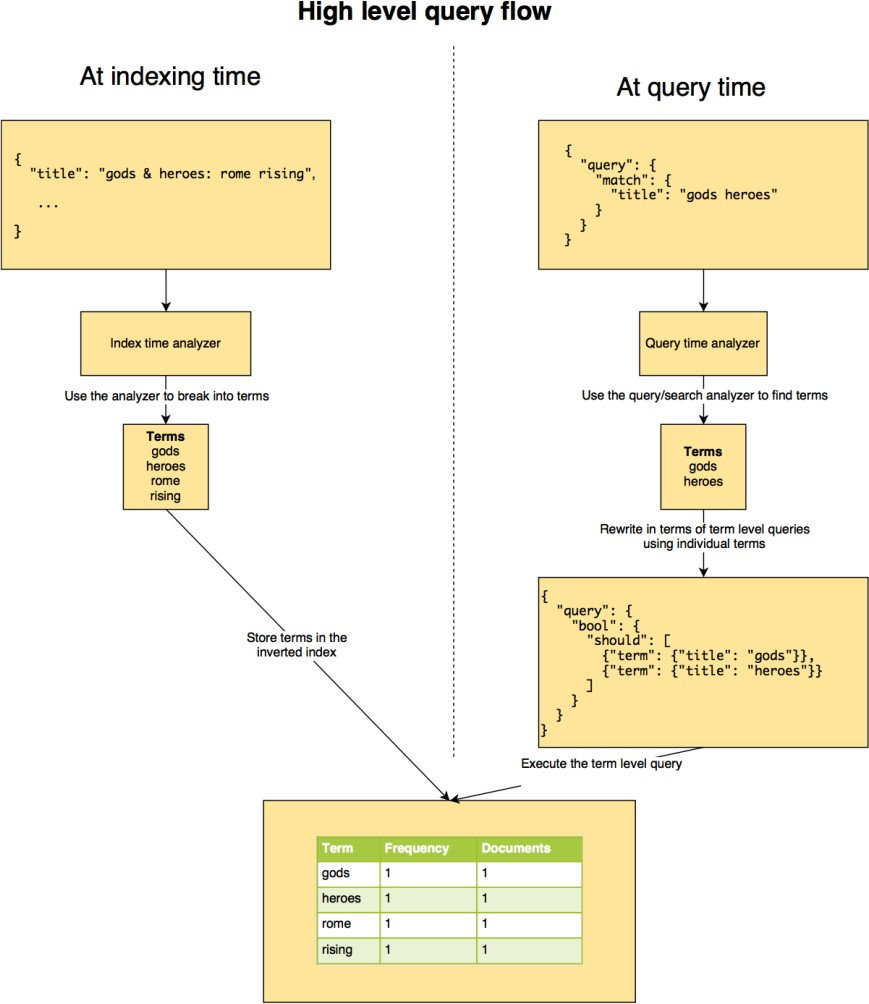 High level query flow
At indexing time
{
"title": "gods & heroes: rome rising",
...
}
Index time analyzer
Use the analyzer to break into terms
Terms
gods
heroes
rome
rising
Store terms in the
inverted index
At query time
{
"query": {
"match": {
"title": "gods heroes"
}
}
}
Query time analyzer
Use the query/search analyzer to find terms
Terms
gods
heroes
Rewrite in terms of term level queries
using individual terms
{
"query": {
"bool": {
"should": [
{"term": {"title": "gods"}},
{"term": {"title": "heroes"}}
]
}
}
}
Execute the term level query
Term Frequency Documents
gods 1 1
heroes 1 1
rome 1 1
rising 1 1